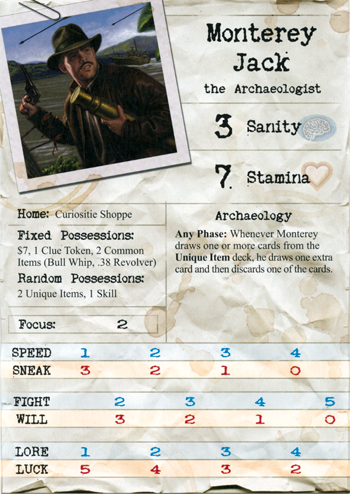 Monterey
Jack
the Archaeologist
3 Sanity
7 Stamina
Home: Curiositie Shoppe
Fixed Possessions:
$7, 1 Clue Token, 2 Common
Items (Bull Whip, .38 Revolver)
Random Possessions:
2 Unique Items, 1 Skill
Archaeology
Any Phase: Whenever Monterey
draws one or more cards from the
Unique Item deck, he draws one extra
card and then discards one of the cards.
Focus: 2
SPEED 1 2 3 4
SNEAK 3 2 1 0
FIGHT 2 3 4 5
WILL 3 2 1 0
LORE 1 2 3 4
LUCK 5 4 3 2